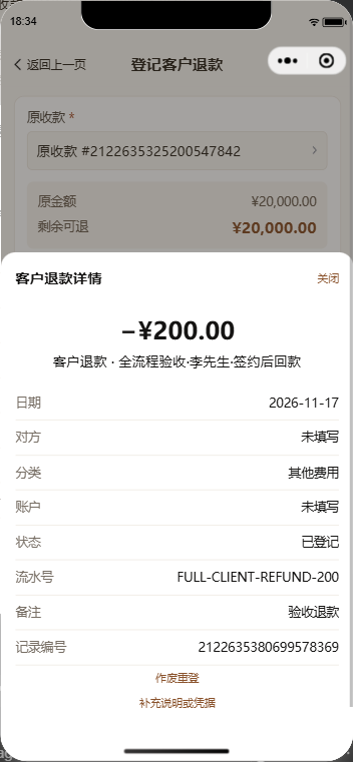 18:34
返回上一页 登记客户退款
原收款 *
原收款 #2122635325200547842
原金额 ¥20,000.00
剩余可退 ¥20,000.00
客户退款详情 关闭
−¥200.00
客户退款 · 全流程验收·李先生·签约后回款
日期 2026-11-17
对方 未填写
分类 其他费用
账户 未填写
状态 已登记
流水号 FULL-CLIENT-REFUND-200
备注 验收退款
记录编号 2122635380699578369
作废重登
补充说明或凭据